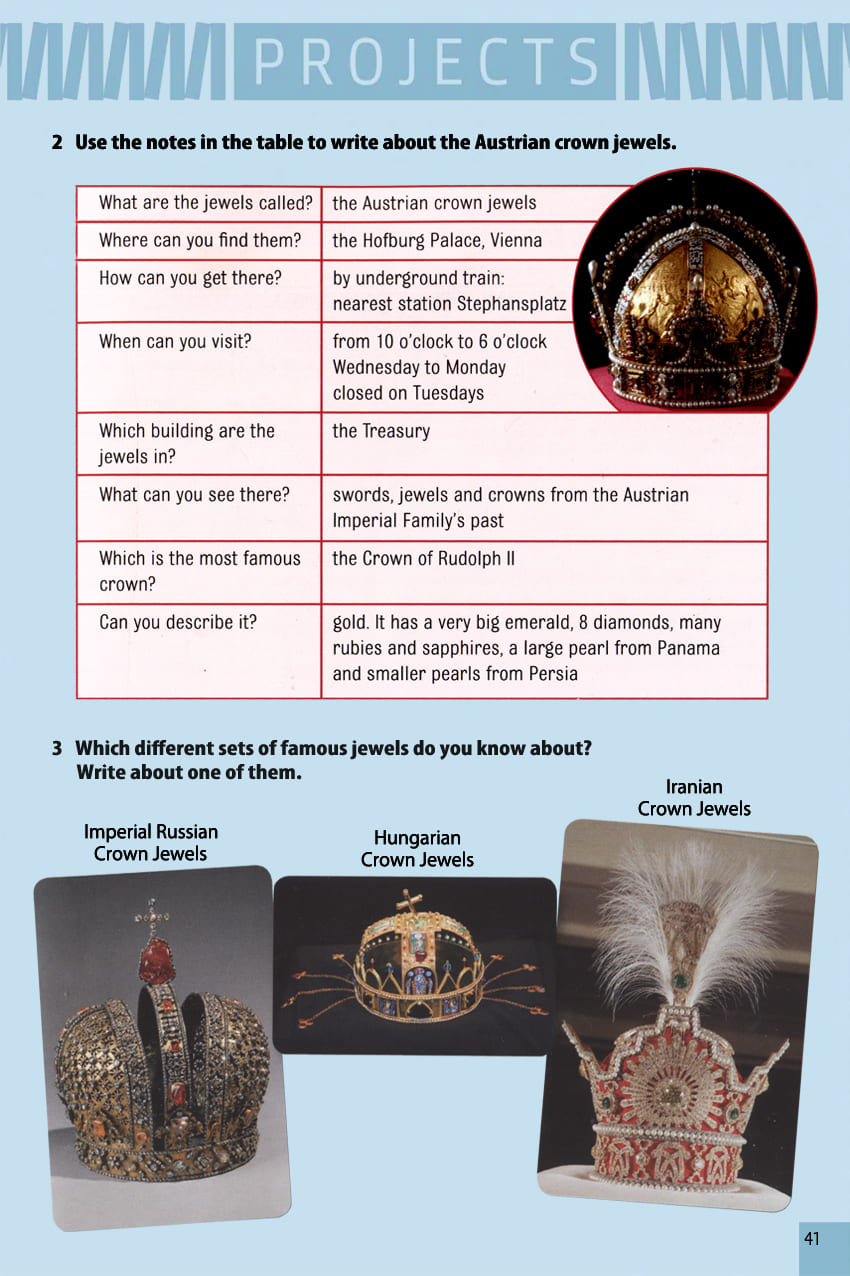 PROJECTS
2 Use the notes in the table to write about the Austrian crown jewels.
What are the jewels called? the Austrian crown jewels
Where can you find them? the Hofburg Palace, Vienna
How can you get there? by underground train:
nearest station Stephansplatz
When can you visit? from 10 o'clock to 6 o'clock
Wednesday to Monday
closed on Tuesdays
Which building are the the Treasury
jewels in?
What can you see there? swords, jewels and crowns from the Austrian
Imperial Family's past
Which is the most famous the Crown of Rudolph II
crown?
Can you describe it? gold. It has a very big emerald, 8 diamonds, many
rubies and sapphires, a large pearl from Panama
and smaller pearls from Persia
3 Which different sets of famous jewels do you know about?
Write about one of them.
Imperial Russian
Crown Jewels
Hungarian
Crown Jewels
Iranian
Crown Jewels
41